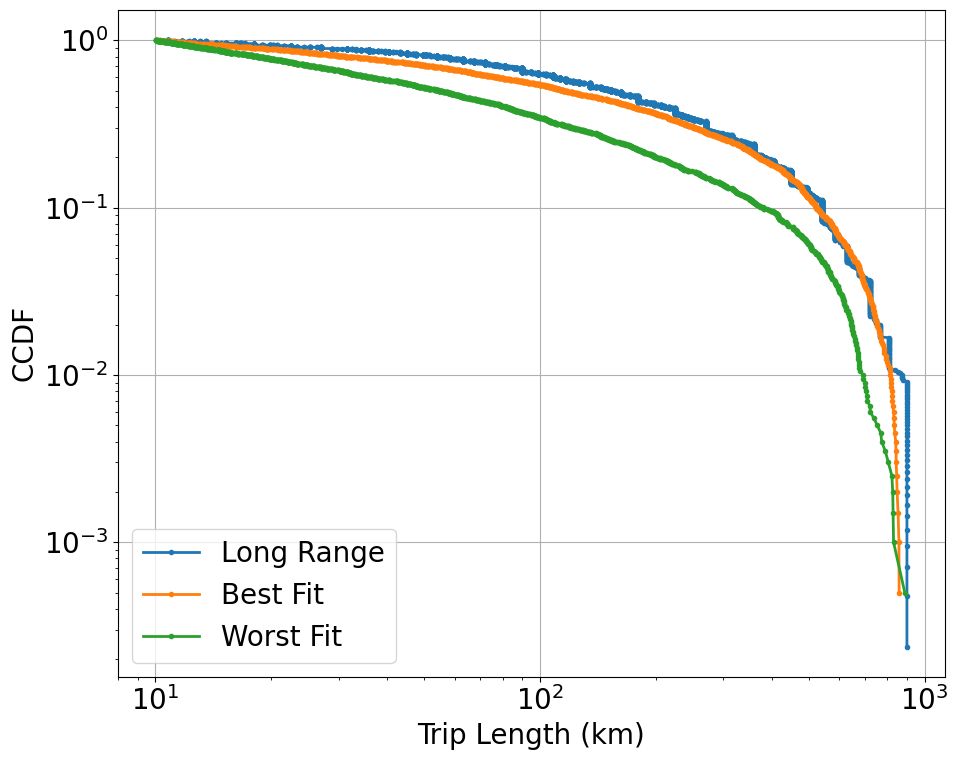 10⁰
10⁻¹
10⁻²
10⁻³
CCDF
Long Range
Best Fit
Worst Fit
10¹
10²
10³
Trip Length (km)